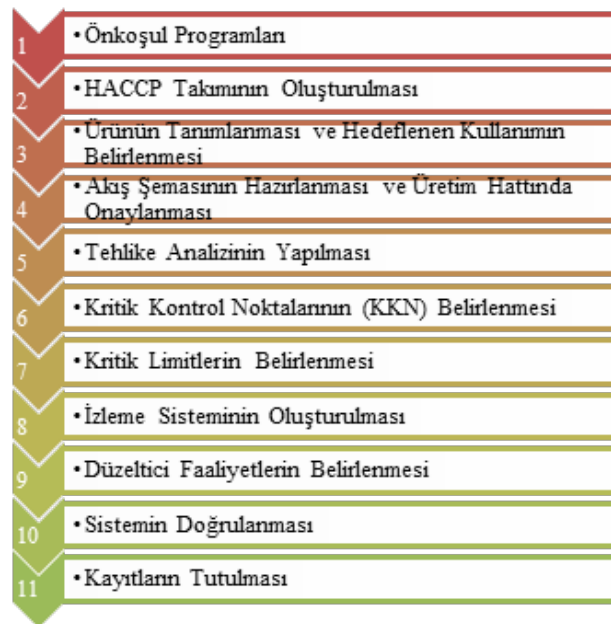 1
• Önkoşul Programları
2
• HACCP Takımının Oluşturulması
3
• Ürünün Tanımlanması ve Hedeflenen Kullanımın
Belirlenmesi
4
• Akış Şemasının Hazırlanması ve Üretim Hattında
Onaylanması
5
• Tehlike Analizinin Yapılması
6
• Kritik Kontrol Noktalarının (KKN) Belirlenmesi
7
• Kritik Limitlerin Belirlenmesi
8
• İzleme Sisteminin Oluşturulması
9
• Düzeltici Faaliyetlerin Belirlenmesi
10
• Sistemin Doğrulanması
11
• Kayıtların Tutulması